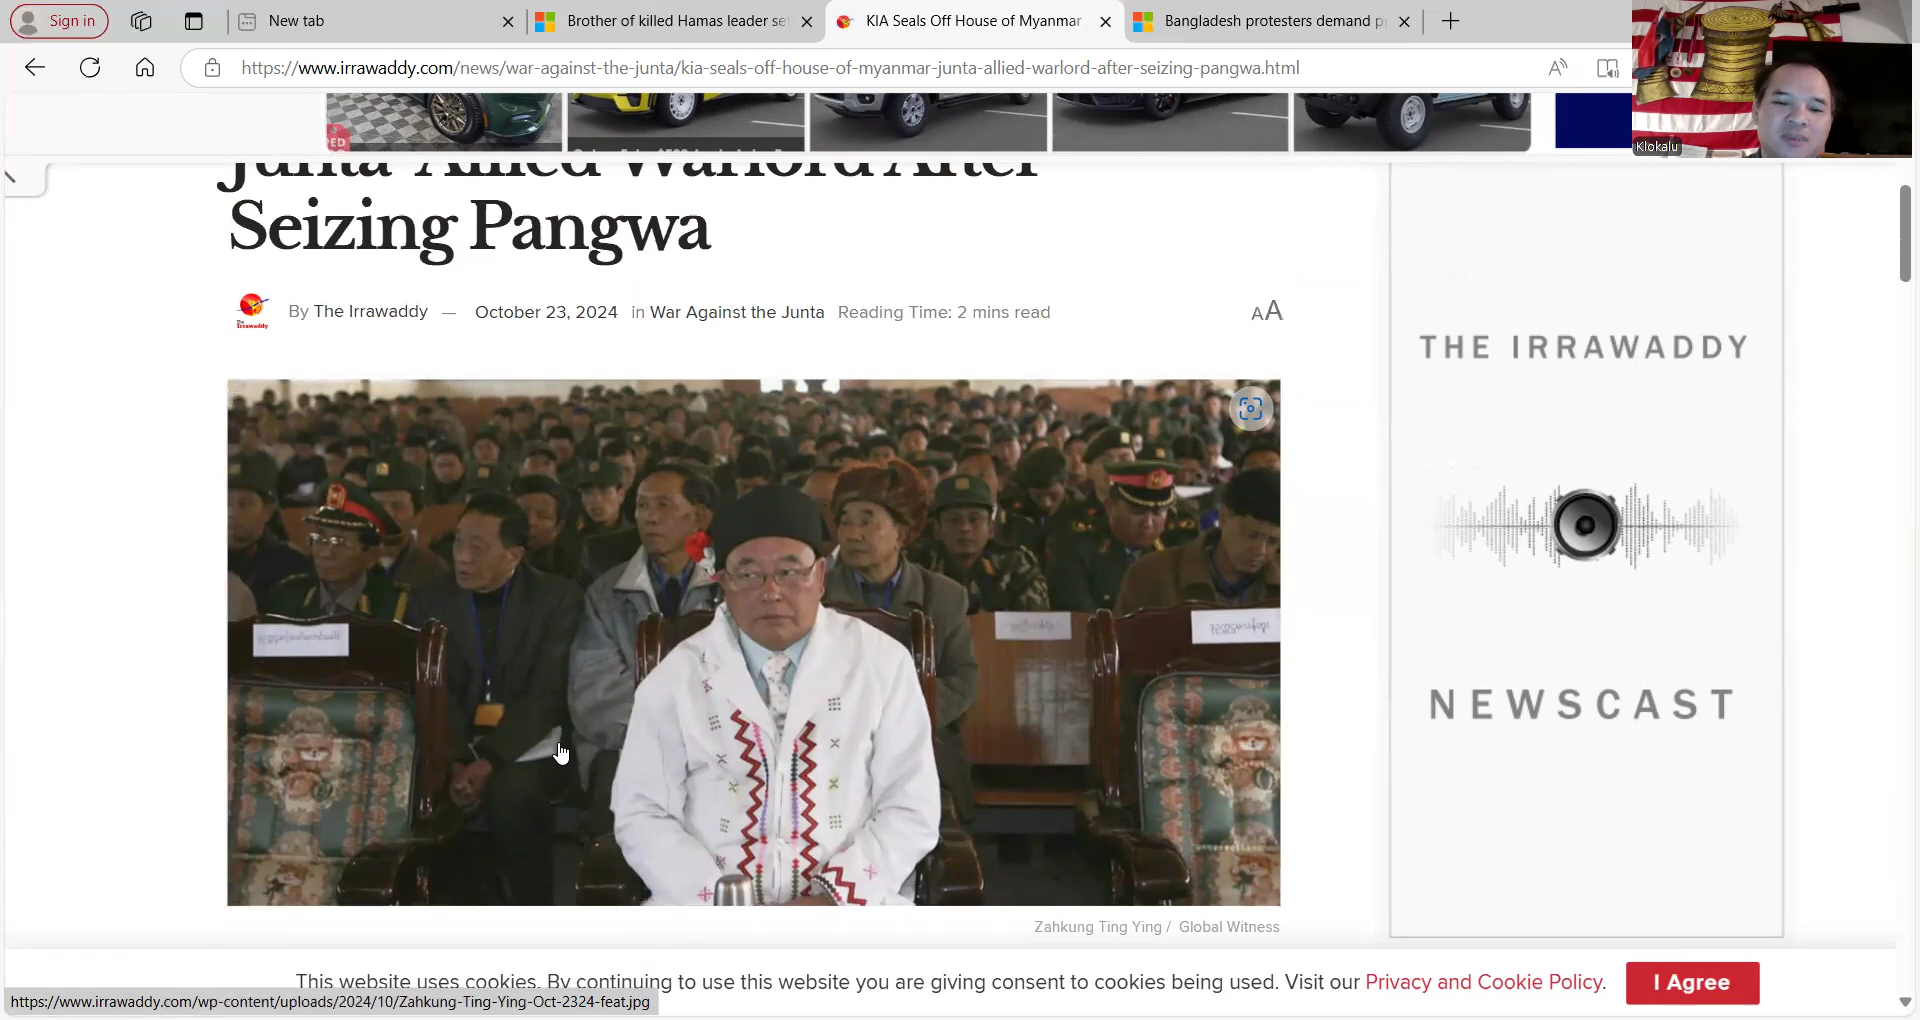 Sign in
New tab
Brother of killed Hamas leader se
KIA Seals Off House of Myanmar
Bangladesh protesters demand p
https://www.irrawaddy.com/news/war-against-the-junta/kia-seals-off-house-of-myanmar-junta-allied-warlord-after-seizing-pangwa.html
Klokalu
Junta-Allied Warlord After
Seizing Pangwa
By The Irrawaddy — October 23, 2024 in War Against the Junta Reading Time: 2 mins read
AA
THE IRRAWADDY
NEWSCAST
Zahkung Ting Ying / Global Witness
This website uses cookies. By continuing to use this website you are giving consent to cookies being used. Visit our Privacy and Cookie Policy.
I Agree
https://www.irrawaddy.com/wp-content/uploads/2024/10/Zahkung-Ting-Ying-Oct-2324-feat.jpg